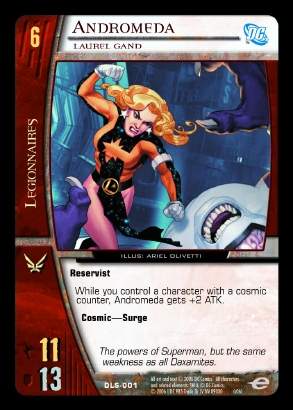 6
ANDROMEDA
LAUREL GAND
DC
LEGIONNAIRES
ILLUS: ARIEL OLIVETTI
Reservist
While you control a character with a cosmic
counter, Andromeda gets +2 ATK.
Cosmic—Surge
The powers of Superman, but the same
weakness as all Daxamites.
11
13
DLS-001